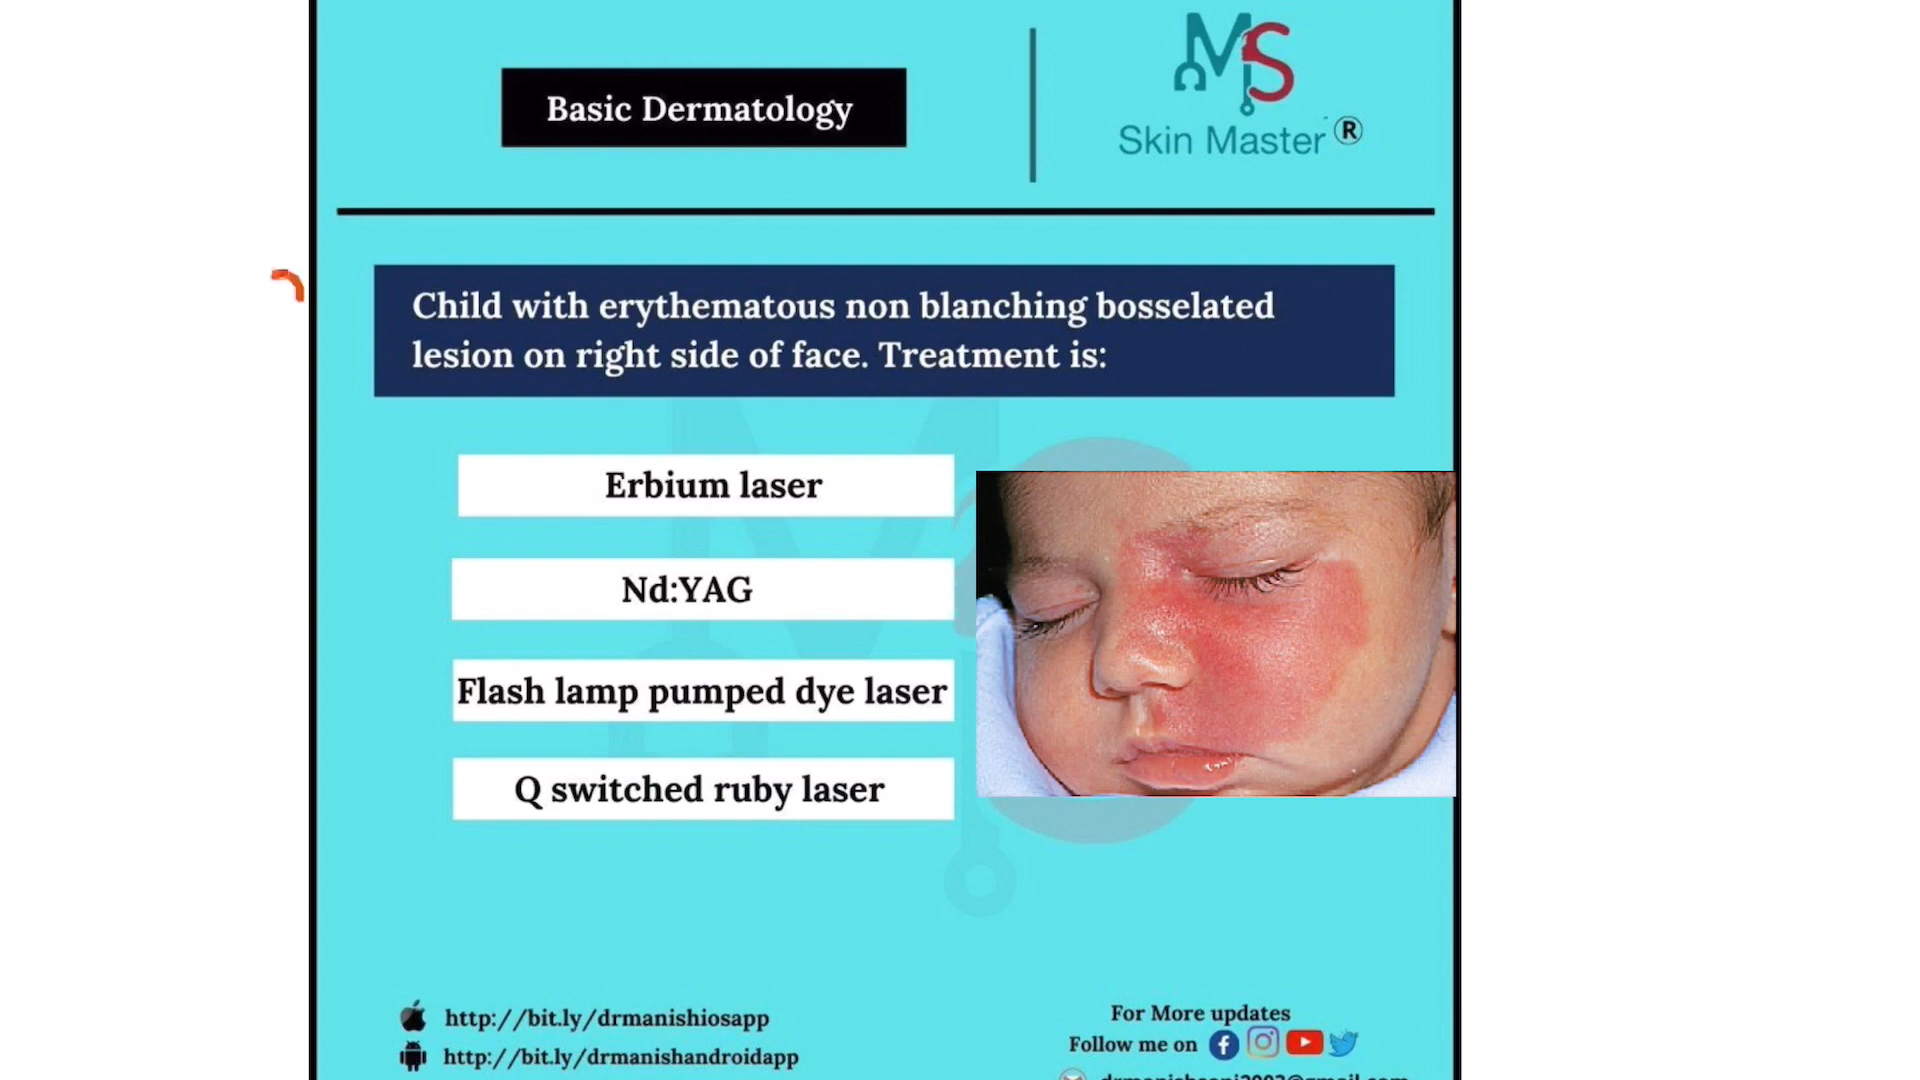 Basic Dermatology
MS
Skin Master ®
Child with erythematous non blanching bosselated
lesion on right side of face. Treatment is:
Erbium laser
Nd:YAG
Flash lamp pumped dye laser
Q switched ruby laser
http://bit.ly/drmanishiosapp
http://bit.ly/drmanishandroidapp
For More updates
Follow me on